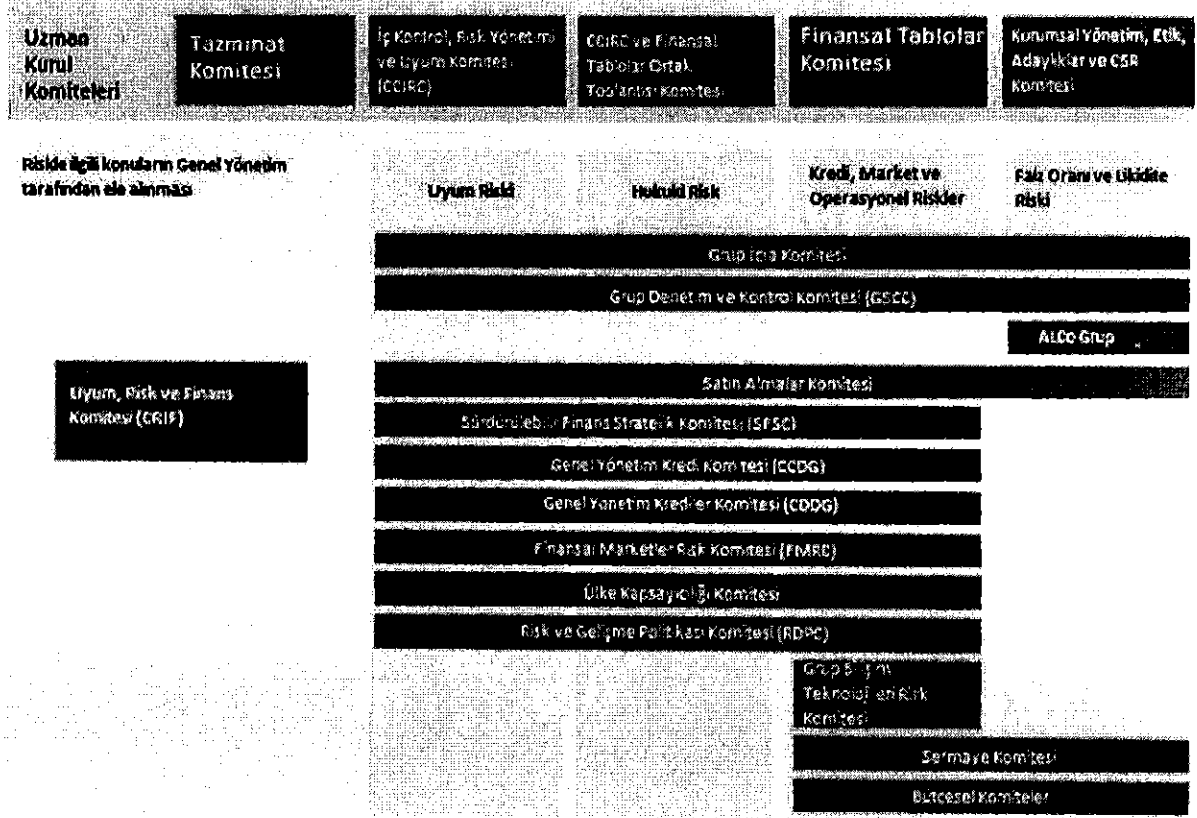 Uzman
Kurul
Komiteleri
Tazminat
Komitesi
İç Kontrol, Risk Yönetimi
ve Uyum Komitesi
(CCIRC)
CCIRC ve Finansal
Tablolar Ortak
Toplantısı Komitesi
Finansal Tablolar
Komitesi
Kurumsal Yönetim, Etik,
Adaylıklar ve CSR
Komitesi
Riskle ilgili konuların Genel Yönetim
tarafından ele alınması
Uyum Riski
Hukuki Risk
Kredi, Market ve
Operasyonel Riskler
Faiz Oranı ve Likidite
Riski
Grup İcra Komitesi
Grup Denetim ve Kontrol Komitesi (GSCC)
ALCo Grup
Uyum, Risk ve Finans
Komitesi (CRIF)
Satın Almalar Komitesi
Sürdürülebilir Finans Stratejik Komitesi (SFSC)
Genel Yönetim Kredi Komitesi (CCDG)
Genel Yönetim Krediler Komitesi (CDDG)
Finansal Marketler Risk Komitesi (FMRC)
Ülke Kapsayıcılığı Komitesi
Risk ve Gelişme Politikası Komitesi (RDPC)
Grup Bilişim
Teknolojileri Risk
Komitesi
Sermaye Komitesi
Bütçesel Komiteler